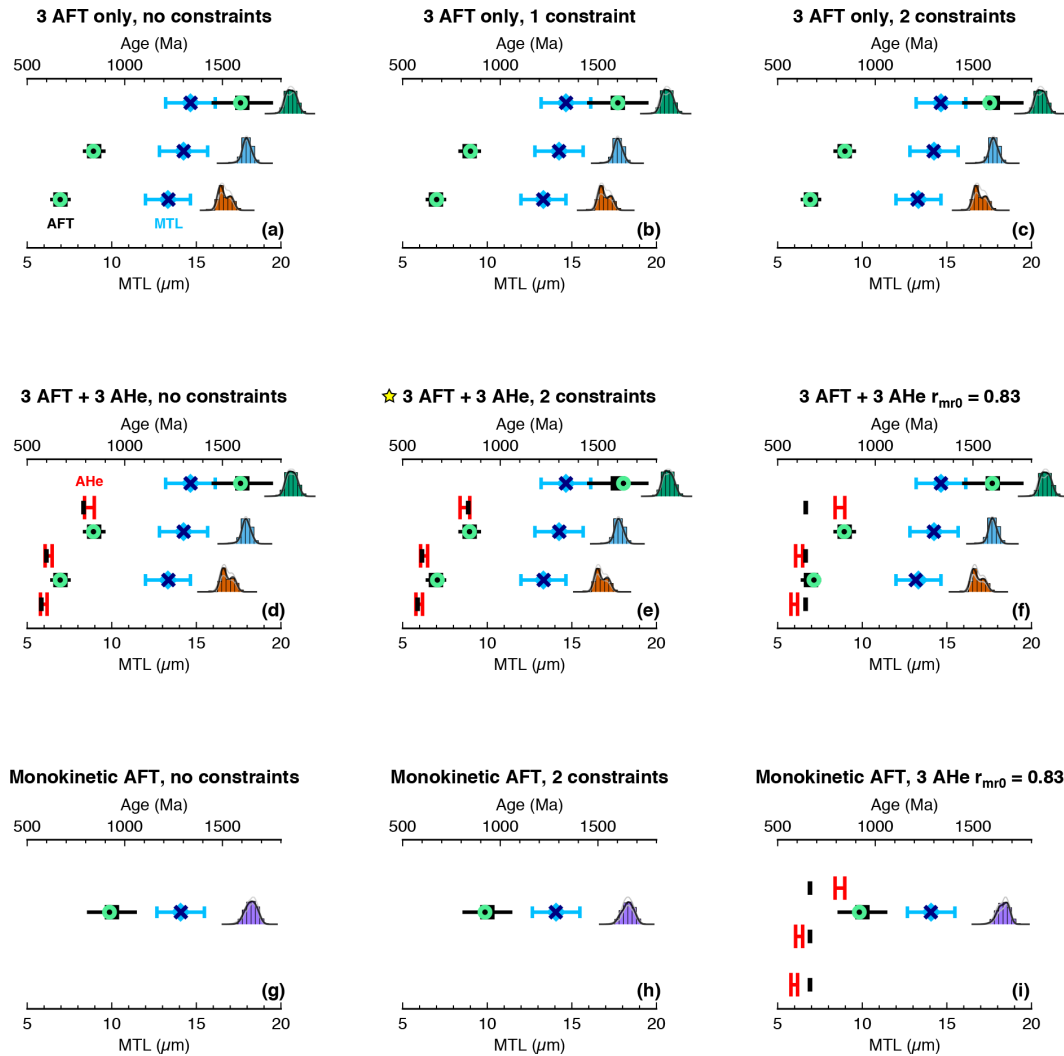 3 AFT only, no constraints
Age (Ma)
500 1000 1500
AFT
MTL
(a)
5 10 15 20
MTL (µm)
3 AFT only, 1 constraint
Age (Ma)
500 1000 1500
(b)
5 10 15 20
MTL (µm)
3 AFT only, 2 constraints
Age (Ma)
500 1000 1500
(c)
5 10 15 20
MTL (µm)
3 AFT + 3 AHe, no constraints
Age (Ma)
500 1000 1500
AHe
(d)
5 10 15 20
MTL (µm)
3 AFT + 3 AHe, 2 constraints
Age (Ma)
500 1000 1500
(e)
5 10 15 20
MTL (µm)
3 AFT + 3 AHe rmr0 = 0.83
Age (Ma)
500 1000 1500
(f)
5 10 15 20
MTL (µm)
Monokinetic AFT, no constraints
Age (Ma)
500 1000 1500
(g)
5 10 15 20
MTL (µm)
Monokinetic AFT, 2 constraints
Age (Ma)
500 1000 1500
(h)
5 10 15 20
MTL (µm)
Monokinetic AFT, 3 AHe rmr0 = 0.83
Age (Ma)
500 1000 1500
(i)
5 10 15 20
MTL (µm)